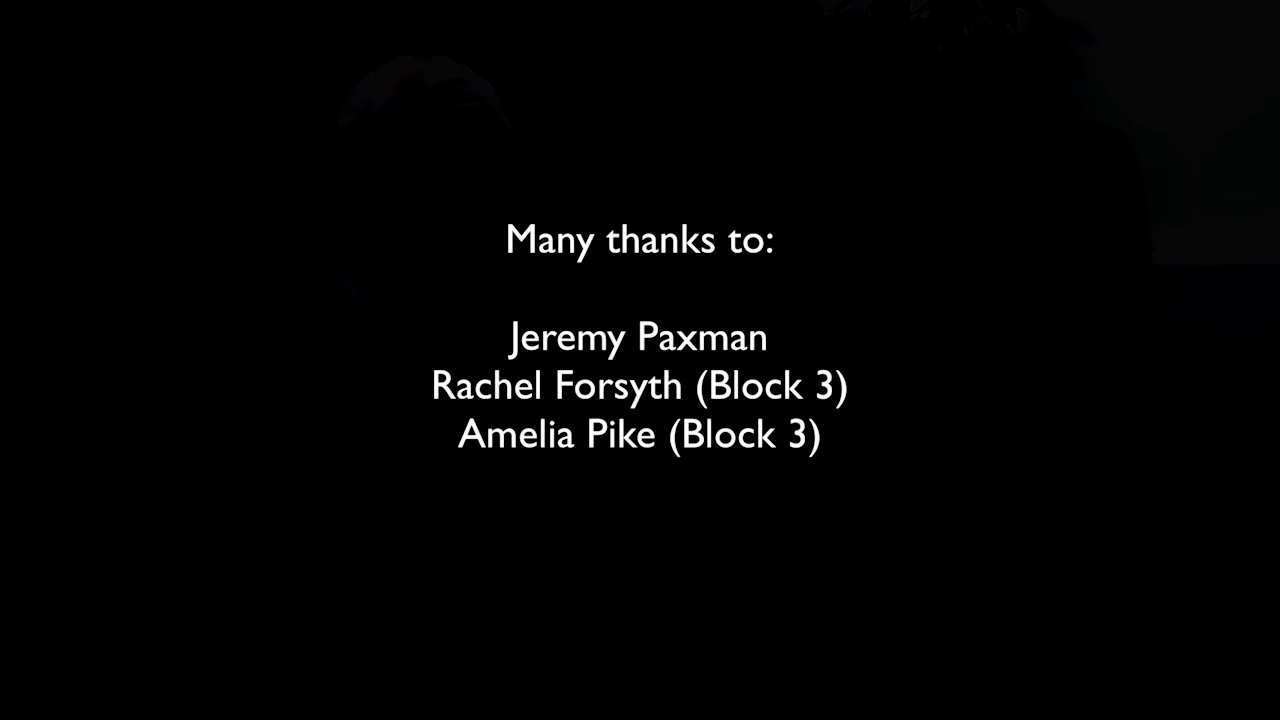 Many thanks to:
Jeremy Paxman
Rachel Forsyth (Block 3)
Amelia Pike (Block 3)